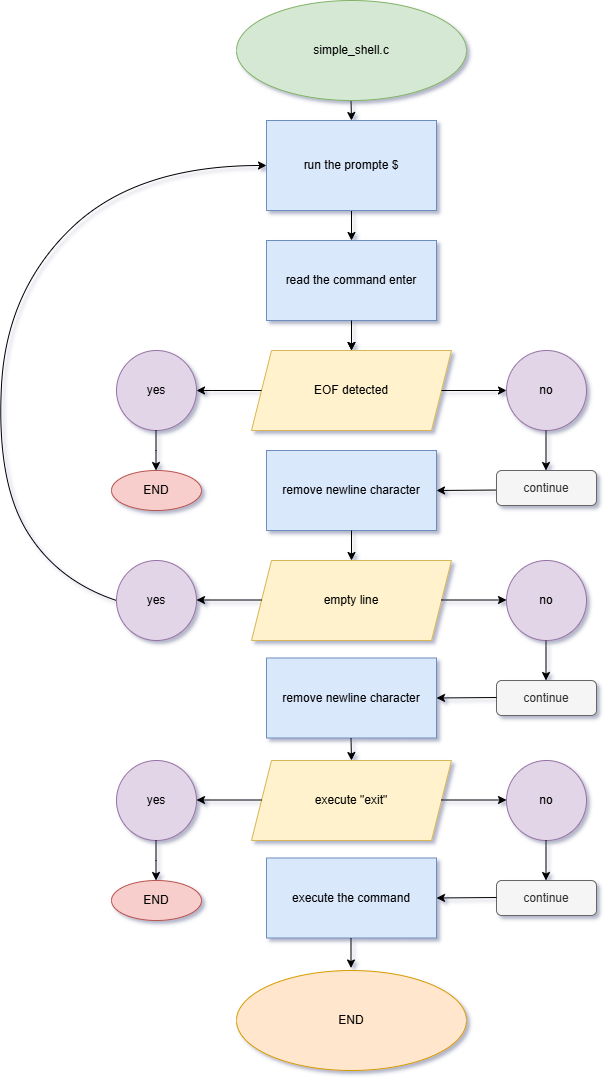 simple_shell.c
run the prompte $
read the command enter
yes
EOF detected
no
END
remove newline character
continue
yes
empty line
no
remove newline character
continue
yes
execute "exit"
no
END
execute the command
continue
END